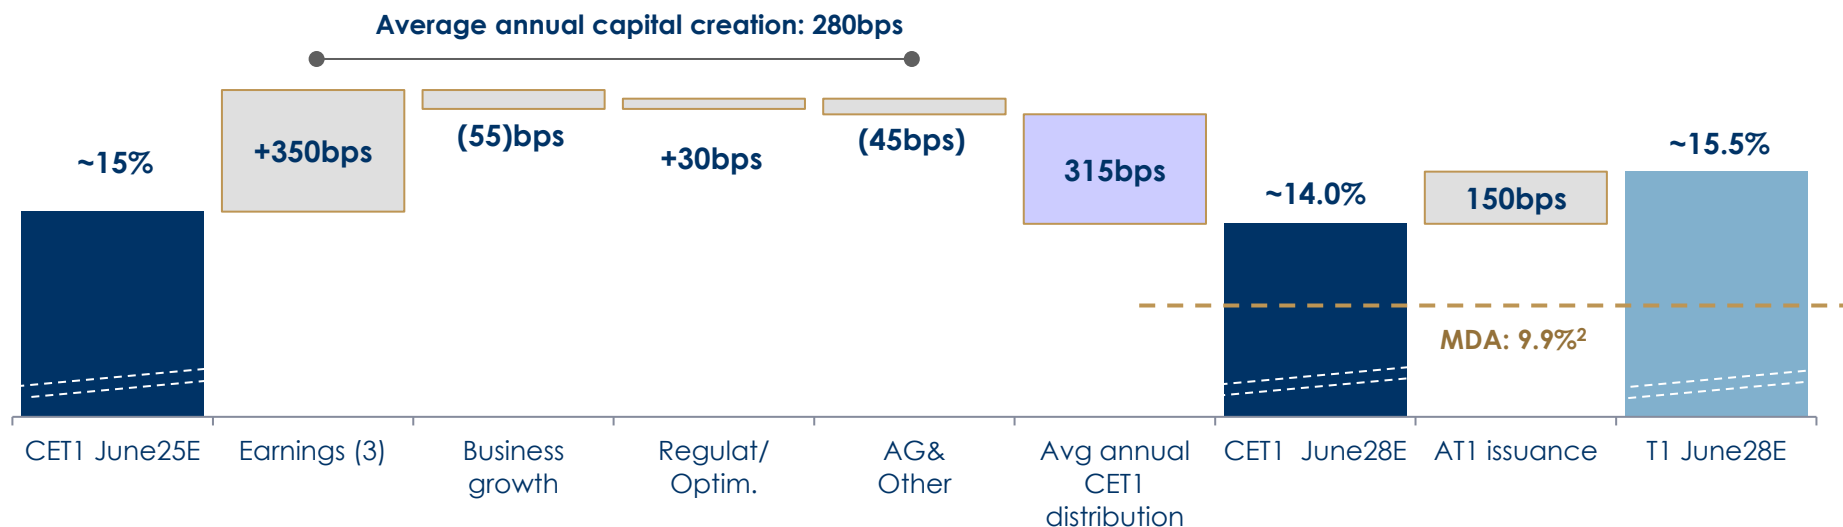 Average annual capital creation: 280bps
~15%
+350bps
(55)bps
+30bps
(45bps)
315bps
~14.0%
150bps
~15.5%
MDA: 9.9%²
CET1 June25E
Earnings (3)
Business
growth
Regulat/
Optim.
AG&
Other
Avg annual
CET1
distribution
CET1 June28E
AT1 issuance
T1 June28E